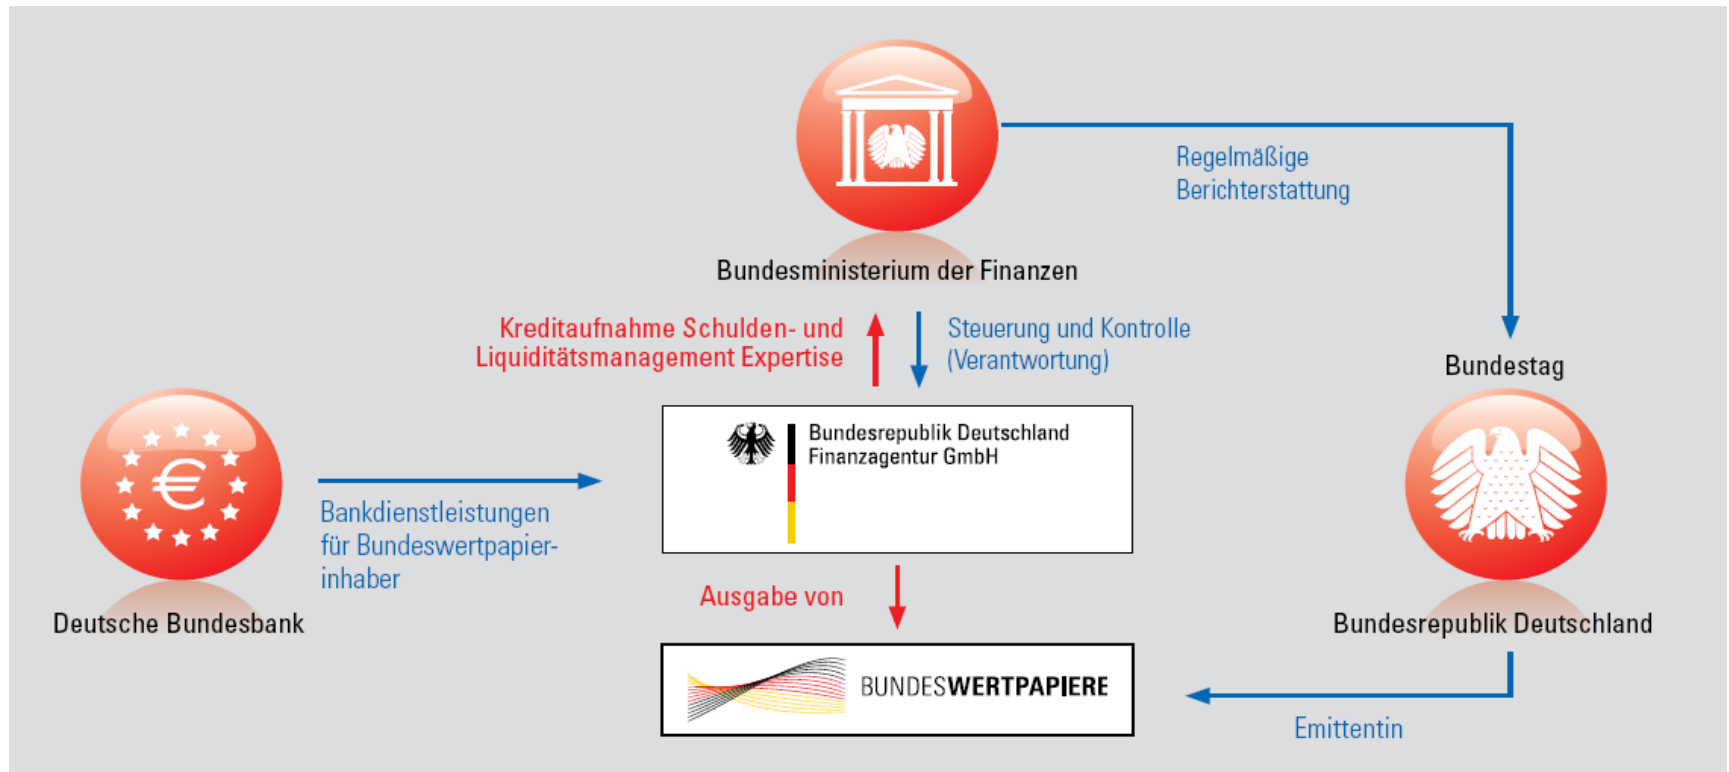 Regelmäßige
Berichterstattung
Bundesministerium der Finanzen
Kreditaufnahme Schulden- und
Liquiditätsmanagement Expertise
Steuerung und Kontrolle
(Verantwortung)
Bundestag
Bundesrepublik Deutschland
Finanzagentur GmbH
€
Bankdienstleistungen
für Bundeswertpapier-
inhaber
Deutsche Bundesbank
Ausgabe von
Bundesrepublik Deutschland
BUNDESWERTPAPIERE
Emittentin